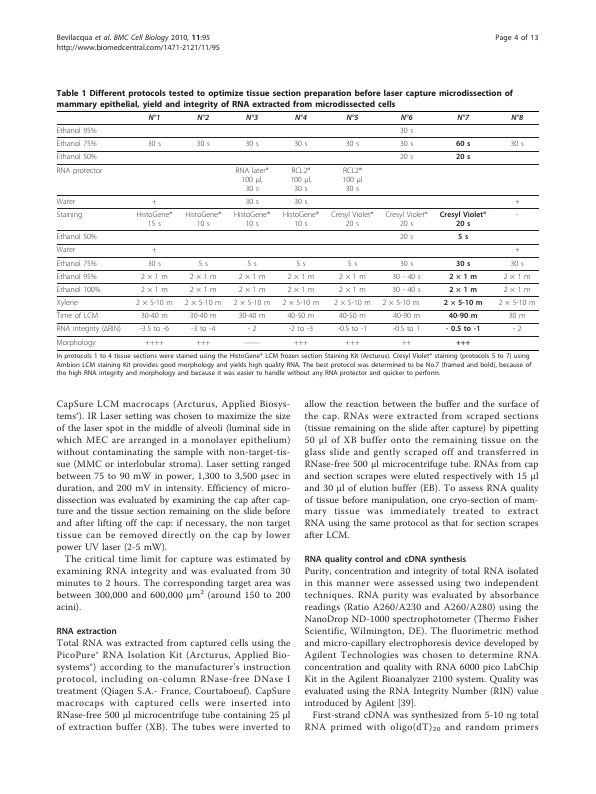 Bevilacqua et al. BMC Cell Biology 2010, 11:95
http://www.biomedcentral.com/1471-2121/11/95
Page 4 of 13
Table 1 Different protocols tested to optimize tissue section preparation before laser capture microdissection of
mammary epithelial, yield and integrity of RNA extracted from microdissected cells
N°1 N°2 N°3 N°4 N°5 N°6 N°7 N°8
Ethanol 95% 30 s
Ethanol 75% 30 s 30 s 30 s 30 s 30 s 30 s 60 s 30 s
Ethanol 50% 20 s 20 s
RNA protector RNA later® RCL2® RCL2®
100 μl, 100 μl, 100 μl
30 s 30 s 30 s
Water + 30 s 30 s +
Staining HistoGene® HistoGene® HistoGene® HistoGene® Cresyl Violet® Cresyl Violet® Cresyl Violet® -
15 s 10 s 10 s 10 s 20 s 20 s 20 s
Ethanol 50% 20 s 5 s
Water + +
Ethanol 75% 30 s 5 s 5 s 5 s 5 s 30 s 30 s 30 s
Ethanol 95% 2 × 1 m 2 × 1 m 2 × 1 m 2 × 1 m 2 × 1 m 30 - 40 s 2 × 1 m 2 × 1 m
Ethanol 100% 2 × 1 m 2 × 1 m 2 × 1 m 2 × 1 m 2 × 1 m 30 - 40 s 2 × 1 m 2 × 1 m
Xylene 2 × 5-10 m 2 × 5-10 m 2 × 5-10 m 2 × 5-10 m 2 × 5-10 m 2 × 5-10 m 2 × 5-10 m 2 × 5-10 m
Time of LCM 30-40 m 30-40 m 30-40 m 40-50 m 40-50 m 40-90 m 40-90 m 30 m
RNA integrity (ΔRIN) -3.5 to -6 -3 to -4 - 2 -2 to -3 -0.5 to -1 -0.5 to 1 - 0.5 to -1 - 2
Morphology ++++ +++ —— +++ +++ ++ +++
In protocols 1 to 4 tissue sections were stained using the HistoGene® LCM frozen section Staining Kit (Arcturus). Cresyl Violet® staining (protocols 5 to 7) using
Ambion LCM staining Kit provides good morphology and yields high quality RNA. The best protocol was determined to be No.7 (framed and bold), because of
the high RNA integrity and morphology and because it was easier to handle without any RNA protector and quicker to perform.
CapSure LCM macrocaps (Arcturus, Applied Biosys-
tems®). IR Laser setting was chosen to maximize the size
of the laser spot in the middle of alveoli (luminal side in
which MEC are arranged in a monolayer epithelium)
without contaminating the sample with non-target-tis-
sue (MMC or interlobular stroma). Laser setting ranged
between 75 to 90 mW in power, 1,300 to 3,500 μsec in
duration, and 200 mV in intensity. Efficiency of micro-
dissection was evaluated by examining the cap after cap-
ture and the tissue section remaining on the slide before
and after lifting off the cap: if necessary, the non target
tissue can be removed directly on the cap by lower
power UV laser (2-5 mW).
The critical time limit for capture was estimated by
examining RNA integrity and was evaluated from 30
minutes to 2 hours. The corresponding target area was
between 300,000 and 600,000 μm² (around 150 to 200
acini).
RNA extraction
Total RNA was extracted from captured cells using the
PicoPure® RNA Isolation Kit (Arcturus, Applied Bio-
systems®) according to the manufacturer's instruction
protocol, including on-column RNase-free DNase I
treatment (Qiagen S.A.- France, Courtaboeuf). CapSure
macrocaps with captured cells were inserted into
RNase-free 500 μl microcentrifuge tube containing 25 μl
of extraction buffer (XB). The tubes were inverted to
allow the reaction between the buffer and the surface of
the cap. RNAs were extracted from scraped sections
(tissue remaining on the slide after capture) by pipetting
50 μl of XB buffer onto the remaining tissue on the
glass slide and gently scraped off and transferred in
RNase-free 500 μl microcentrifuge tube. RNAs from cap
and section scrapes were eluted respectively with 15 μl
and 30 μl of elution buffer (EB). To assess RNA quality
of tissue before manipulation, one cryo-section of mam-
mary tissue was immediately treated to extract
RNA using the same protocol as that for section scrapes
after LCM.
RNA quality control and cDNA synthesis
Purity, concentration and integrity of total RNA isolated
in this manner were assessed using two independent
techniques. RNA purity was evaluated by absorbance
readings (Ratio A260/A230 and A260/A280) using the
NanoDrop ND-1000 spectrophotometer (Thermo Fisher
Scientific, Wilmington, DE). The fluorimetric method
and micro-capillary electrophoresis device developed by
Agilent Technologies was chosen to determine RNA
concentration and quality with RNA 6000 pico LabChip
Kit in the Agilent Bioanalyzer 2100 system. Quality was
evaluated using the RNA Integrity Number (RIN) value
introduced by Agilent [39].
First-strand cDNA was synthesized from 5-10 ng total
RNA primed with oligo(dT)₂₀ and random primers